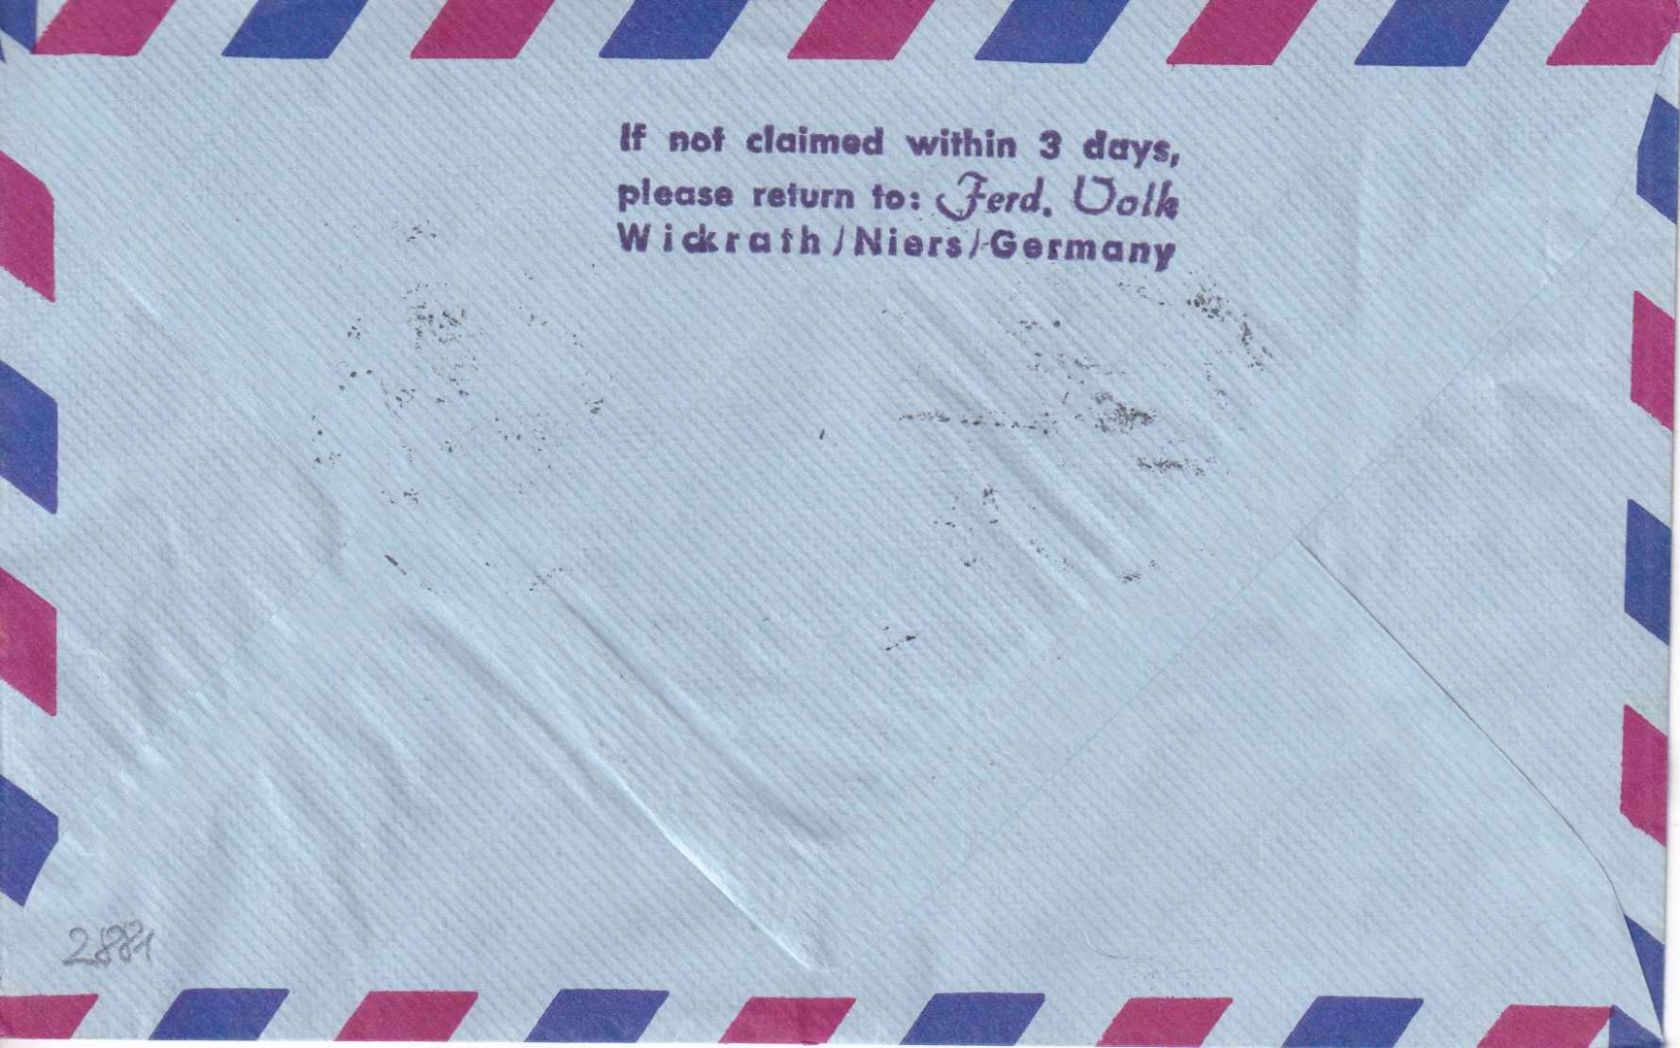 If not claimed within 3 days,
please return to: Ferd. Volk
Wickrath/Niers/Germany
2881